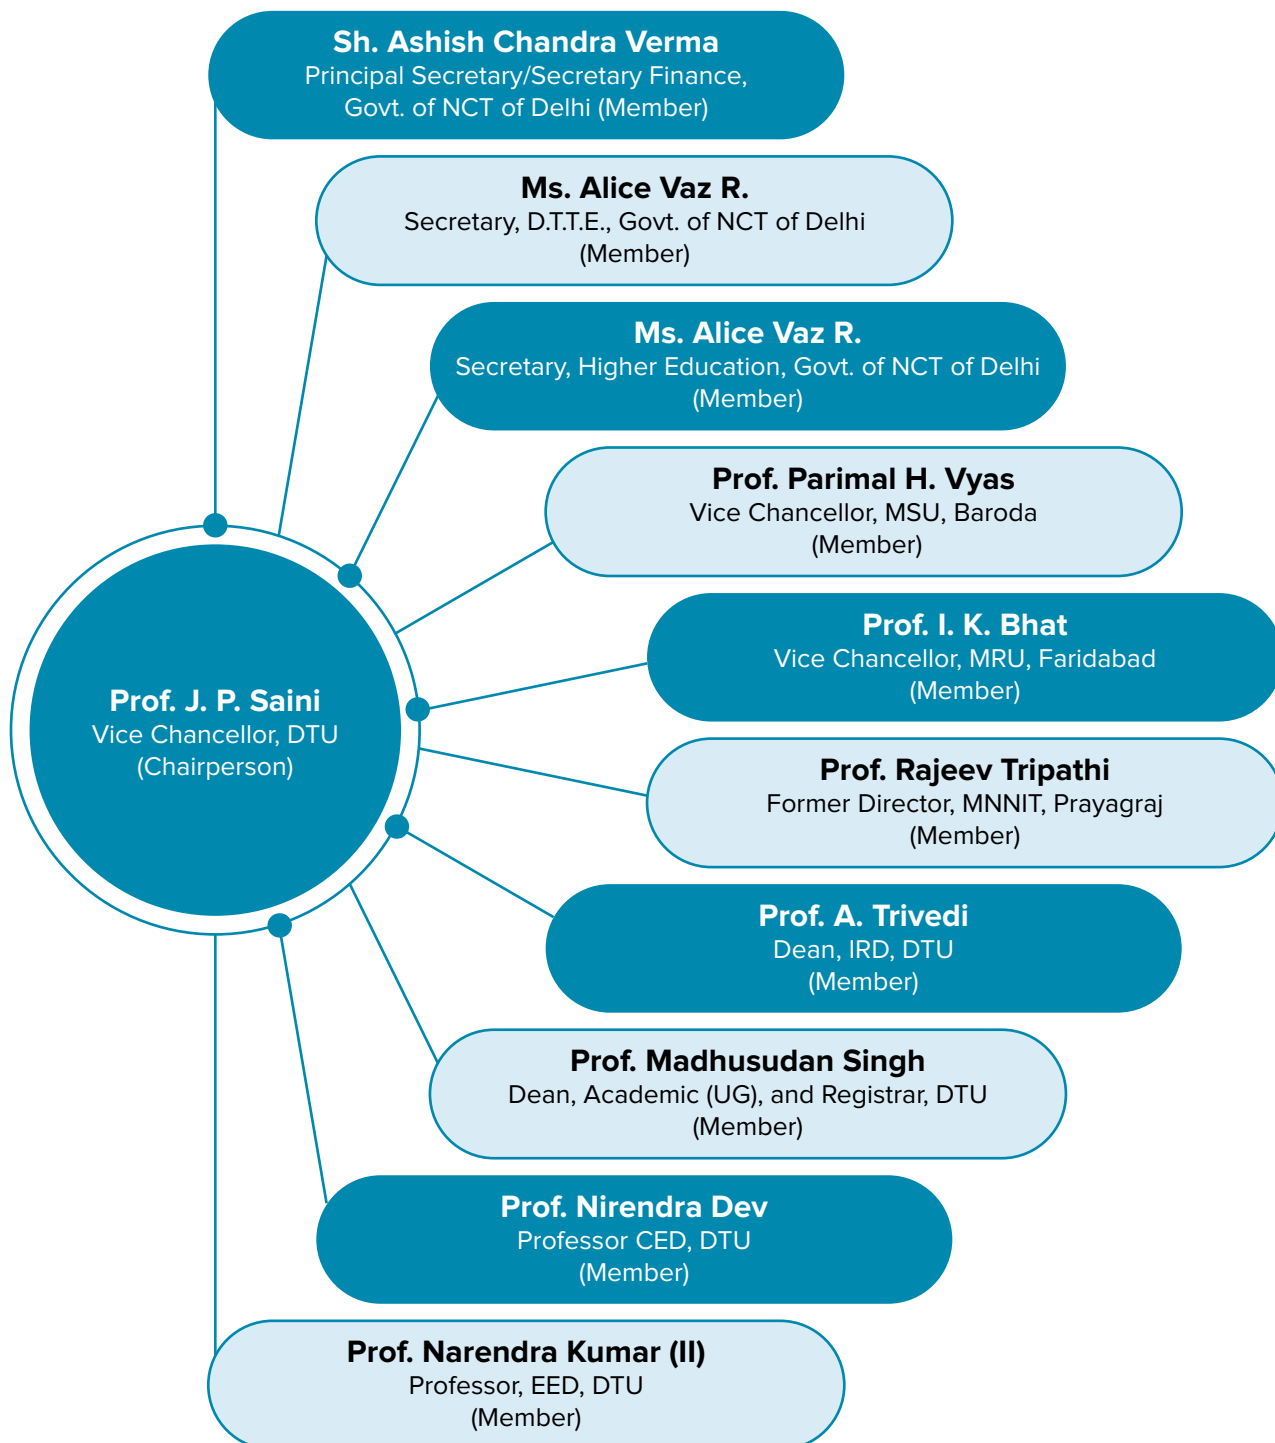 Sh. Ashish Chandra Verma
Principal Secretary/Secretary Finance,
Govt. of NCT of Delhi (Member)
Ms. Alice Vaz R.
Secretary, D.T.T.E., Govt. of NCT of Delhi
(Member)
Ms. Alice Vaz R.
Secretary, Higher Education, Govt. of NCT of Delhi
(Member)
Prof. Parimal H. Vyas
Vice Chancellor, MSU, Baroda
(Member)
Prof. I. K. Bhat
Vice Chancellor, MRU, Faridabad
(Member)
Prof. J. P. Saini
Vice Chancellor, DTU
(Chairperson)
Prof. Rajeev Tripathi
Former Director, MNNIT, Prayagraj
(Member)
Prof. A. Trivedi
Dean, IRD, DTU
(Member)
Prof. Madhusudan Singh
Dean, Academic (UG), and Registrar, DTU
(Member)
Prof. Nirendra Dev
Professor CED, DTU
(Member)
Prof. Narendra Kumar (II)
Professor, EED, DTU
(Member)